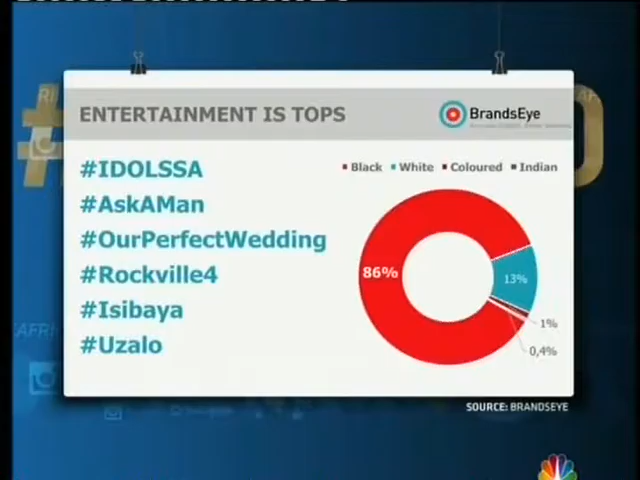 ENTERTAINMENT IS TOPS
BrandsEye
#IDOLSSA
#AskAMan
#OurPerfectWedding
#Rockville4
#Isibaya
#Uzalo
Black White Coloured Indian
86%
13%
1%
0,4%
SOURCE: BRANDSEYE